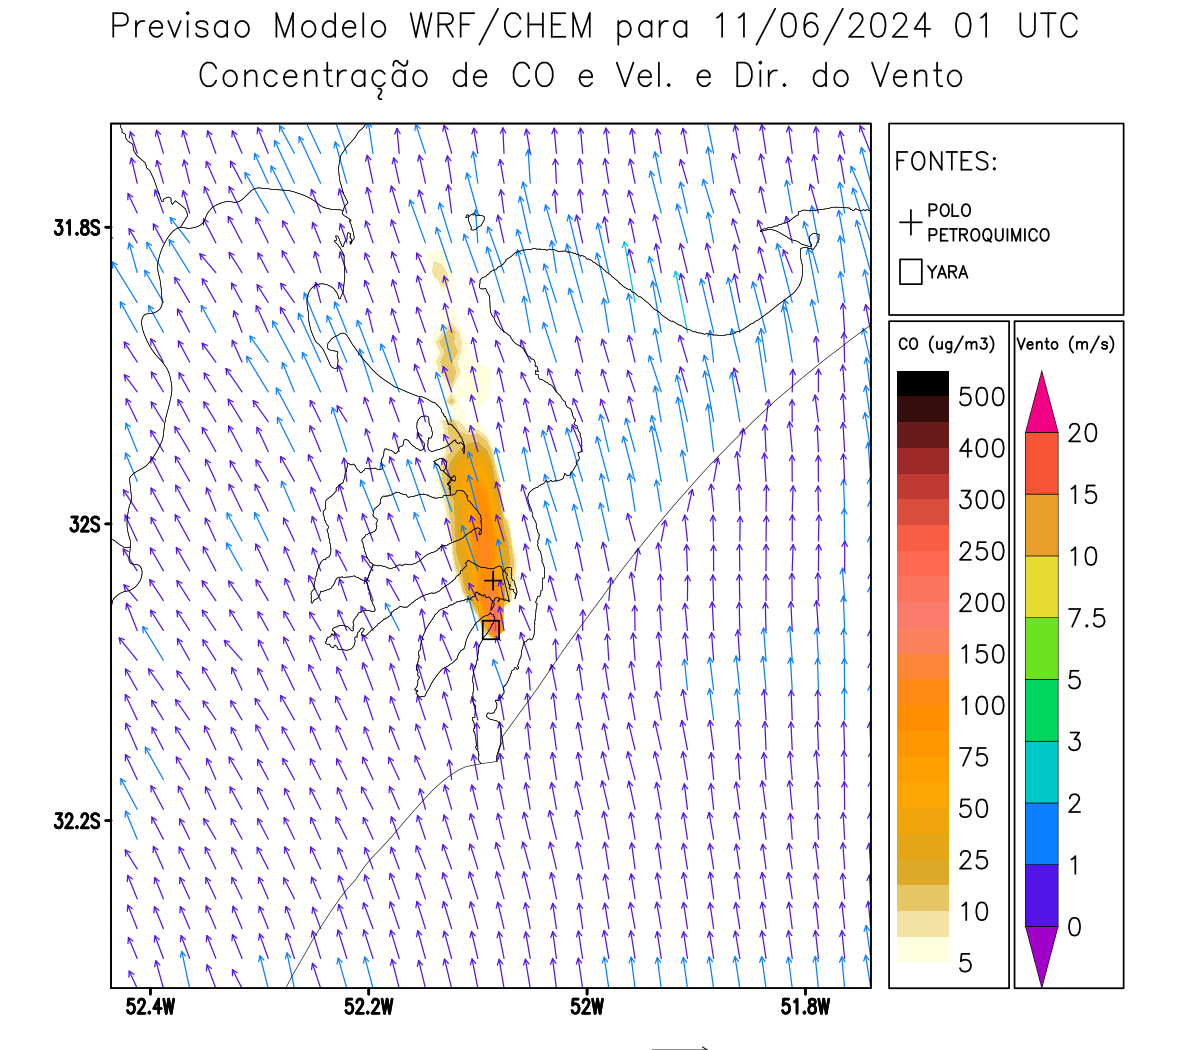 Previsao Modelo WRF/CHEM para 11/06/2024 01 UTC
Concentração de CO e Vel. e Dir. do Vento
FONTES:
POLO
PETROQUIMICO
YARA
CO (ug/m3)
500
400
300
250
200
150
100
75
50
25
10
5
Vento (m/s)
20
15
10
7.5
5
3
2
1
0
31.8S
32S
32.2S
52.4W
52.2W
52W
51.8W